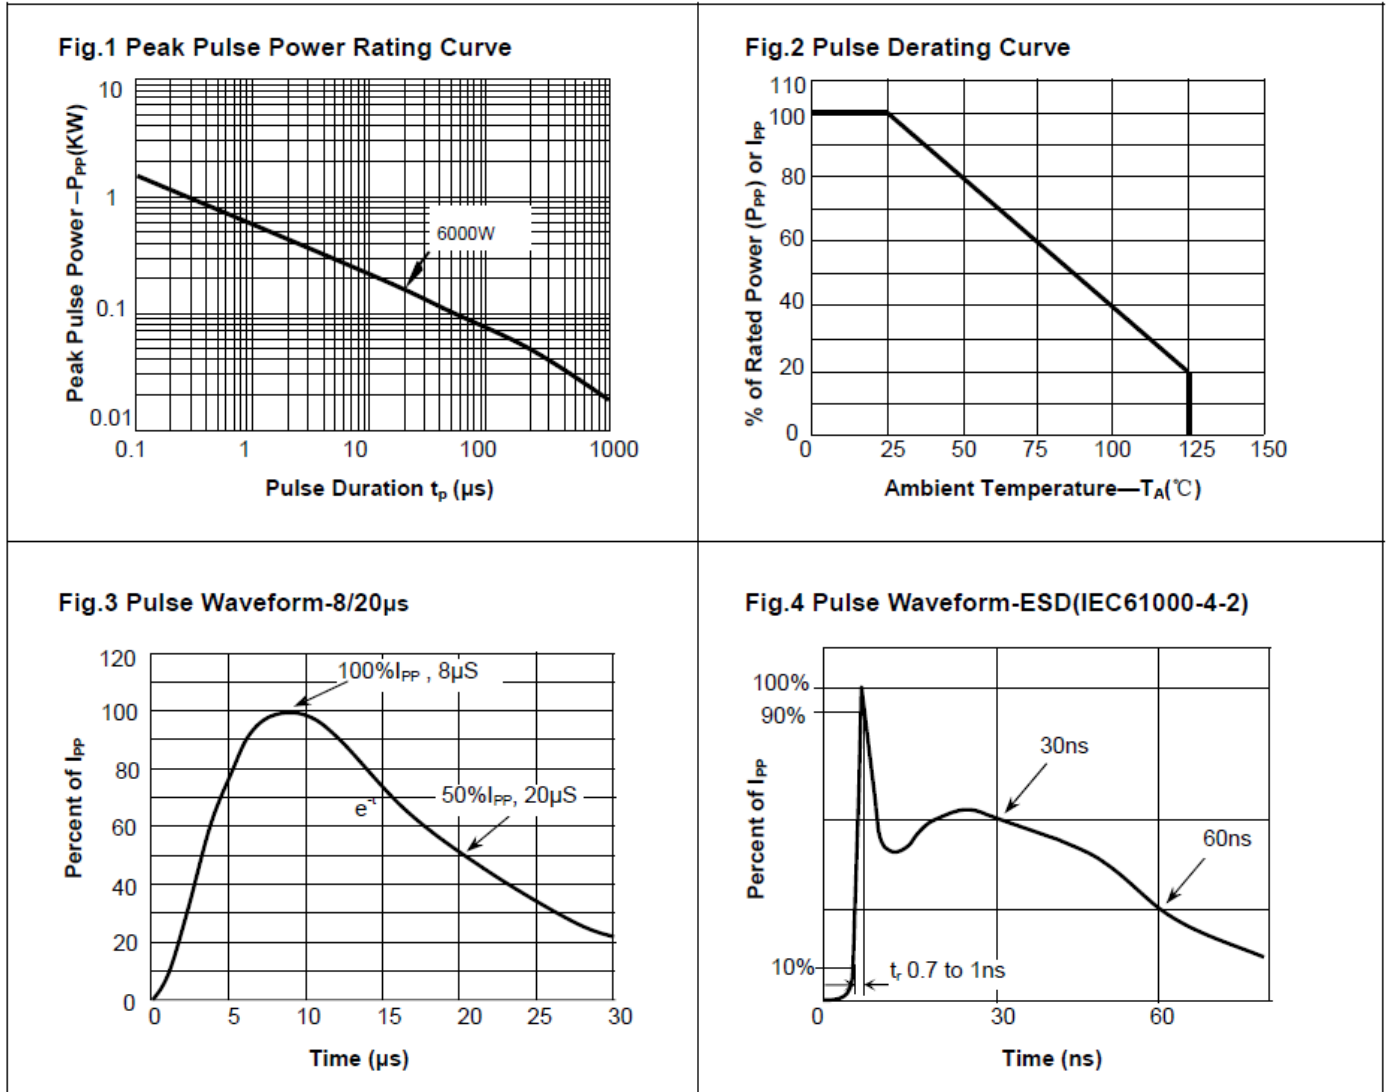 Fig.1 Peak Pulse Power Rating Curve
Peak Pulse Power –PPP(KW)
10
1
0.1
0.01
6000W
0.1 1 10 100 1000
Pulse Duration tp (µs)
Fig.2 Pulse Derating Curve
% of Rated Power (PPP) or IPP
110
100
80
60
40
20
0
0 25 50 75 100 125 150
Ambient Temperature—TA(℃)
Fig.3 Pulse Waveform-8/20µs
Percent of IPP
120
100
80
60
40
20
0
100%IPP , 8µS
50%IPP, 20µS
e-t
0 5 10 15 20 25 30
Time (µs)
Fig.4 Pulse Waveform-ESD(IEC61000-4-2)
Percent of IPP
100%
90%
10%
30ns
60ns
tr 0.7 to 1ns
0 30 60
Time (ns)